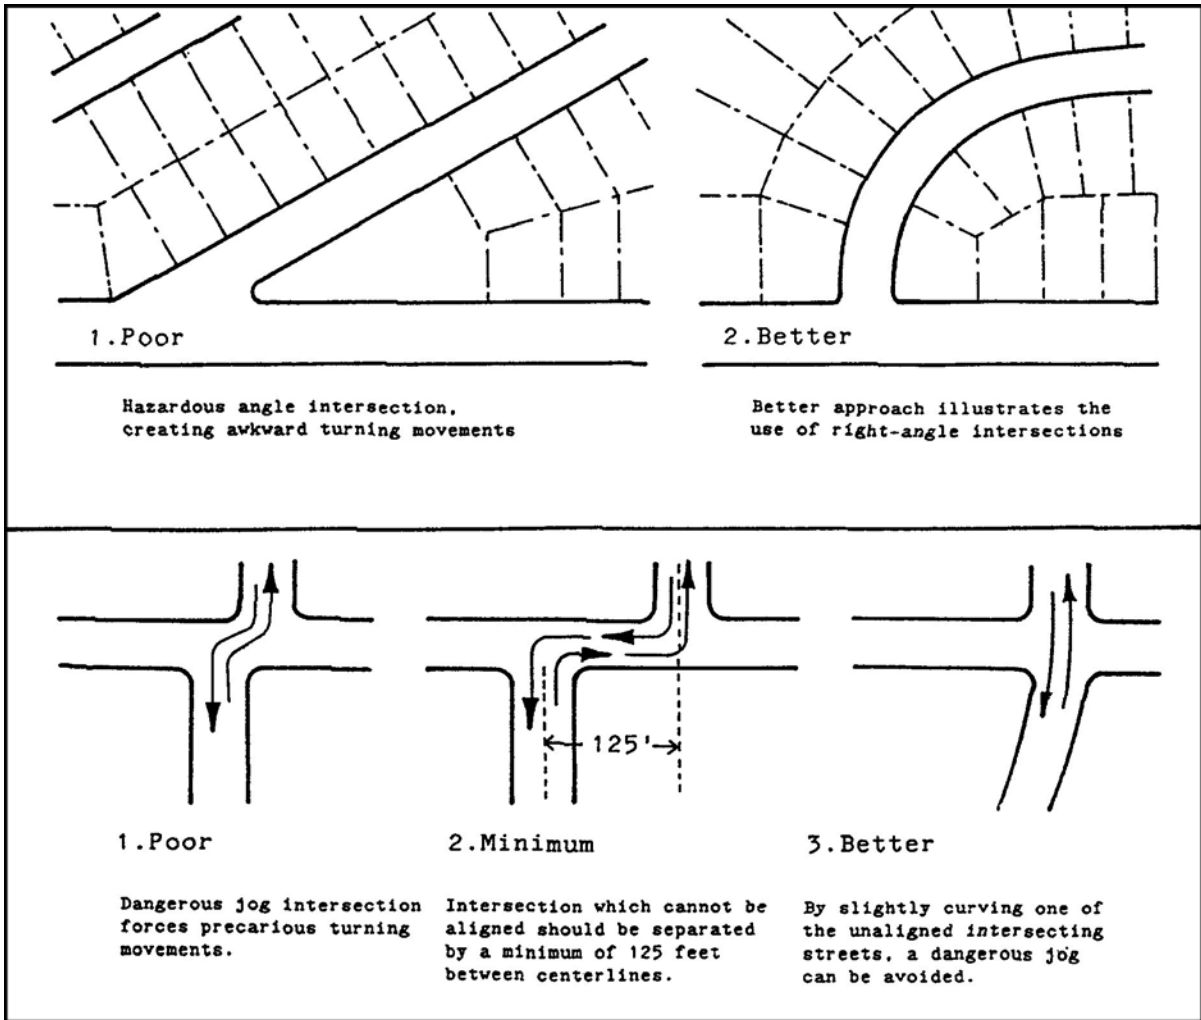 1.Poor
Hazardous angle intersection,
creating awkward turning movements
2.Better
Better approach illustrates the
use of right-angle intersections
125'
1.Poor
Dangerous jog intersection
forces precarious turning
movements.
2.Minimum
Intersection which cannot be
aligned should be separated
by a minimum of 125 feet
between centerlines.
3.Better
By slightly curving one of
the unaligned intersecting
streets, a dangerous jog
can be avoided.